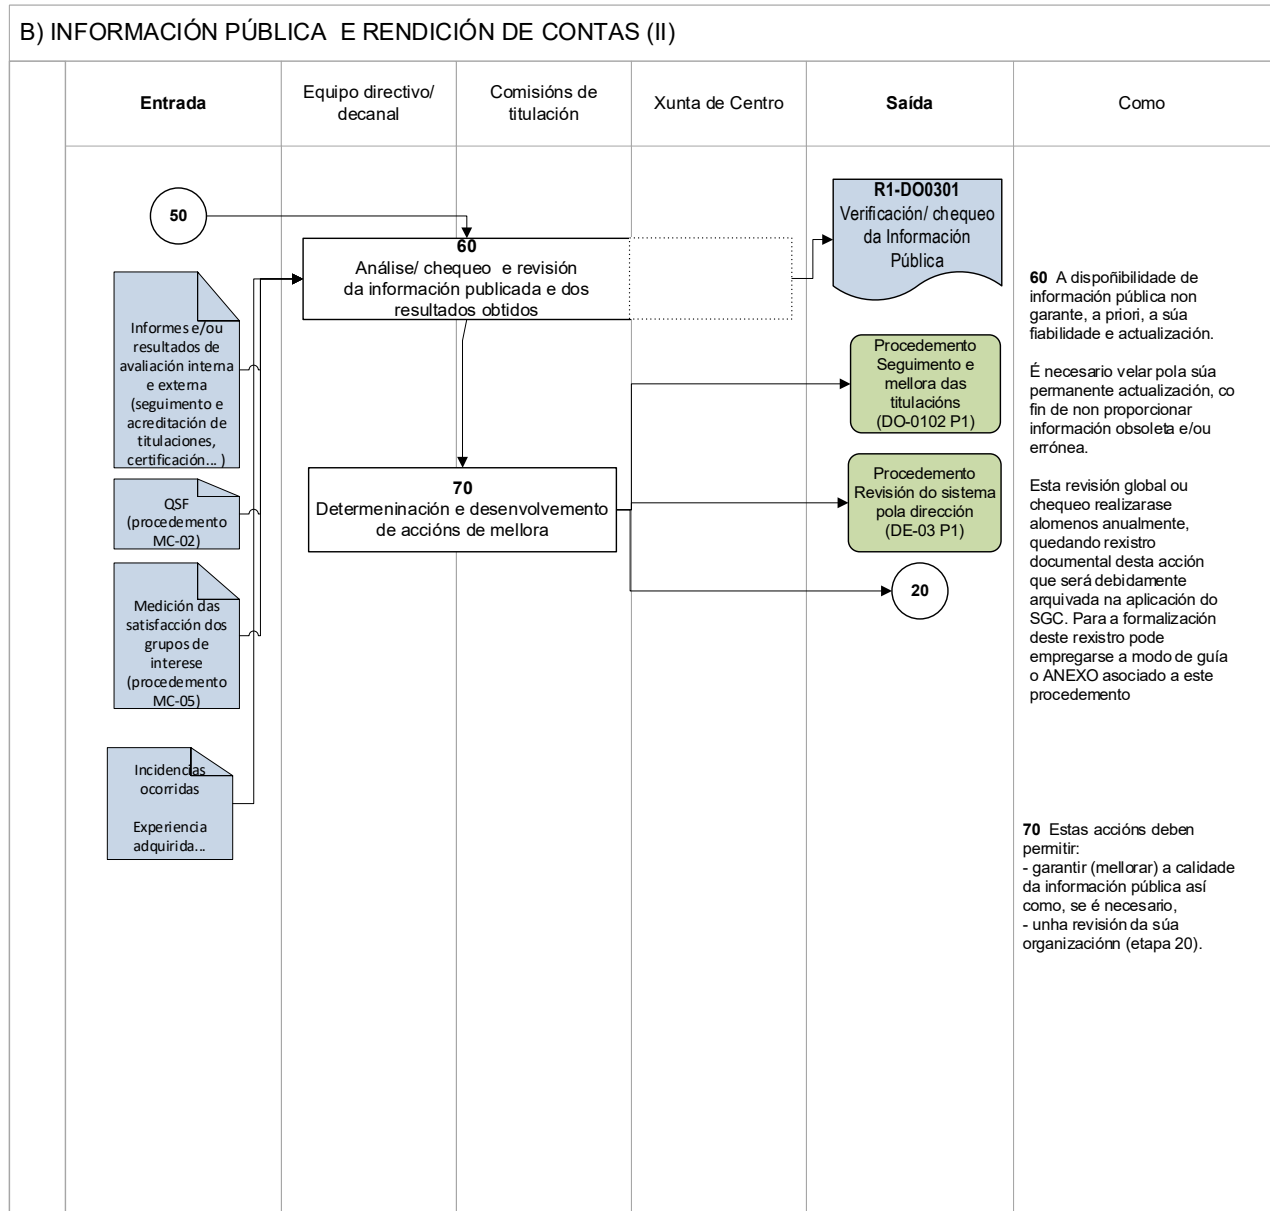 B) INFORMACIÓN PÚBLICA E RENDICIÓN DE CONTAS (II)
Entrada
Equipo directivo/
decanal
Comisións de
titulación
Xunta de Centro
Saída
Como
50
60
Análise/ chequeo e revisión
da información publicada e dos
resultados obtidos
R1-DO0301
Verificación/ chequeo
da Información
Pública
Informes e/ou
resultados de
avaliación interna
e externa
(seguimento e
acreditación de
titulaciones,
certificación... )
QSF
(procedemento
MC-02)
Medición das
satisfacción dos
grupos de
interese
(procedemento
MC-05)
Incidencias
ocorridas
Experiencia
adquirida...
70
Determeninación e desenvolvemento
de accións de mellora
Procedemento
Seguimento e
mellora das
titulacións
(DO-0102 P1)
Procedemento
Revisión do sistema
pola dirección
(DE-03 P1)
20
60 A dispoñibilidade de
información pública non
garante, a priori, a súa
fiabilidade e actualización.
É necesario velar pola súa
permanente actualización, co
fin de non proporcionar
información obsoleta e/ou
errónea.
Esta revisión global ou
chequeo realizarase
alomenos anualmente,
quedando rexistro
documental desta acción
que será debidamente
arquivada na aplicación do
SGC. Para a formalización
deste rexistro pode
empregarse a modo de guía
o ANEXO asociado a este
procedemento
70 Estas accións deben
permitir:
- garantir (mellorar) a calidade
da información pública así
como, se é necesario,
- unha revisión da súa
organizaciónn (etapa 20).